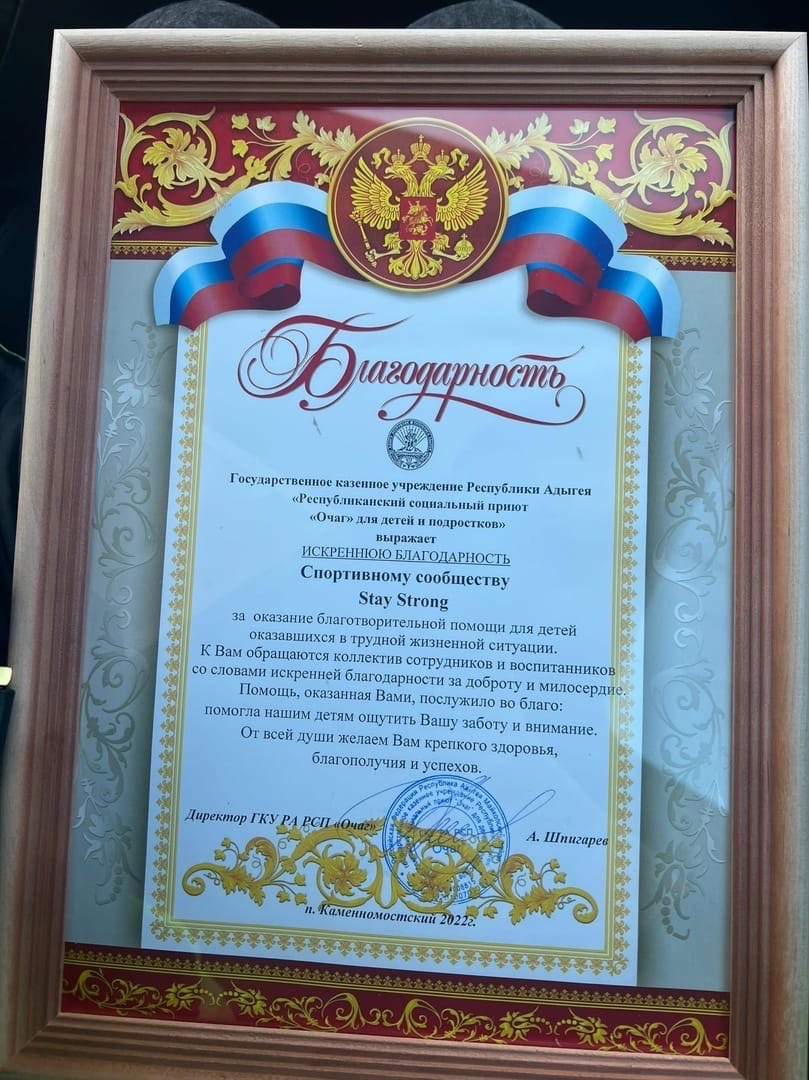 Благодарность
Государственное казенное учреждение Республики Адыгея
«Республиканский социальный приют
«Очаг» для детей и подростков»
выражает
ИСКРЕННЮЮ БЛАГОДАРНОСТЬ
Спортивному сообществу
Stay Strong
за оказание благотворительной помощи для детей
оказавшихся в трудной жизненной ситуации.
К Вам обращаются коллектив сотрудников и воспитанников
со словами искренней благодарности за доброту и милосердие.
Помощь, оказанная Вами, послужило во благо:
помогла нашим детям ощутить Вашу заботу и внимание.
От всей души желаем Вам крепкого здоровья,
благополучия и успехов.
Директор ГКУ РА РСП «Очаг»
А. Шпигарев
п. Каменномостский 2022г.